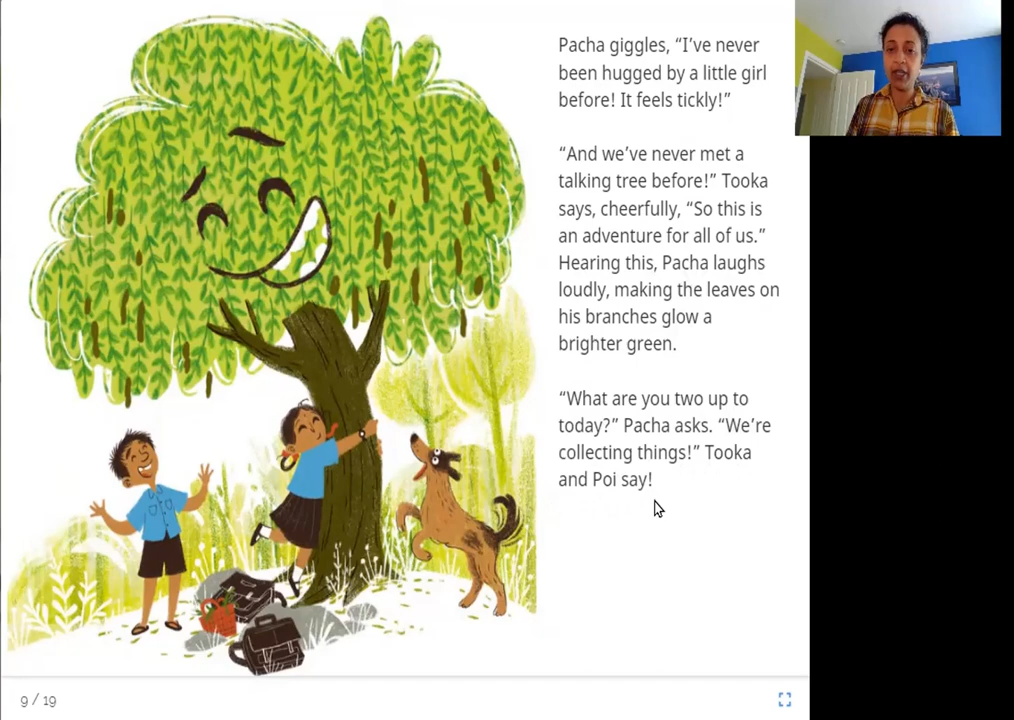 Pacha giggles, “I’ve never
been hugged by a little girl
before! It feels tickly!”
“And we’ve never met a
talking tree before!” Tooka
says, cheerfully, “So this is
an adventure for all of us.”
Hearing this, Pacha laughs
loudly, making the leaves on
his branches glow a
brighter green.
“What are you two up to
today?” Pacha asks. “We’re
collecting things!” Tooka
and Poi say!
9 / 19